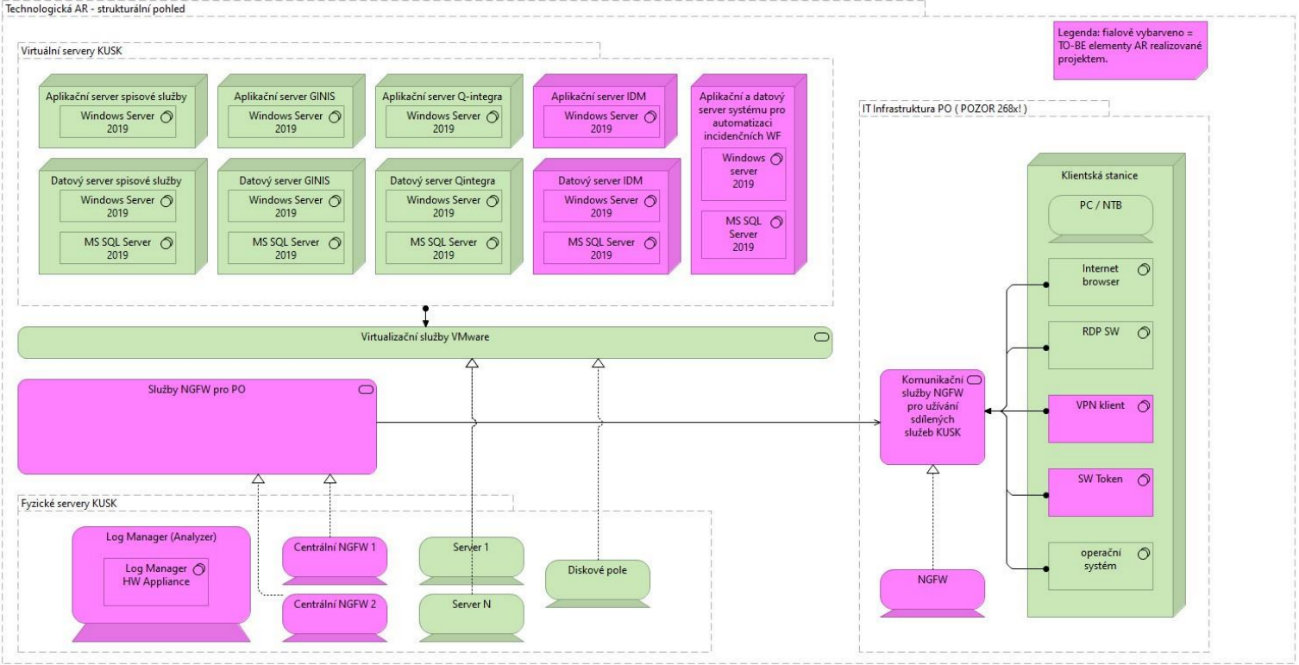 Technologická AR - strukturální pohled
Legenda: fialové vybarveno =
TO-BE elementy AR realizované
projektem.
Virtuální servery KUSK
Aplikační server spisové služby
Windows Server
2019
Aplikační server GINIS
Windows Server
2019
Aplikační server Q-integra
Windows Server
2019
Aplikační server IDM
Windows Server
2019
Aplikační a datový
server systému pro
automatizaci
incidenčních WF
Windows
server
2019
MS SQL
Server
2019
Datový server spisové služby
Windows Server
2019
MS SQL Server
2019
Datový server GINIS
Windows Server
2019
MS SQL Server
2019
Datový server Qintegra
Windows Server
2019
MS SQL Server
2019
Datový server IDM
Windows Server
2019
MS SQL Server
2019
Virtualizační služby VMware
Služby NGFW pro PO
Fyzické servery KUSK
Log Manager (Analyzer)
Log Manager
HW Appliance
Centrální NGFW 1
Centrální NGFW 2
Server 1
Server N
Diskové pole
IT Infrastruktura PO ( POZOR 268x! )
Klientská stanice
PC / NTB
Internet
browser
RDP SW
VPN klient
SW Token
operační
systém
Komunikační
služby NGFW
pro užívání
sdílených
služeb KUSK
NGFW